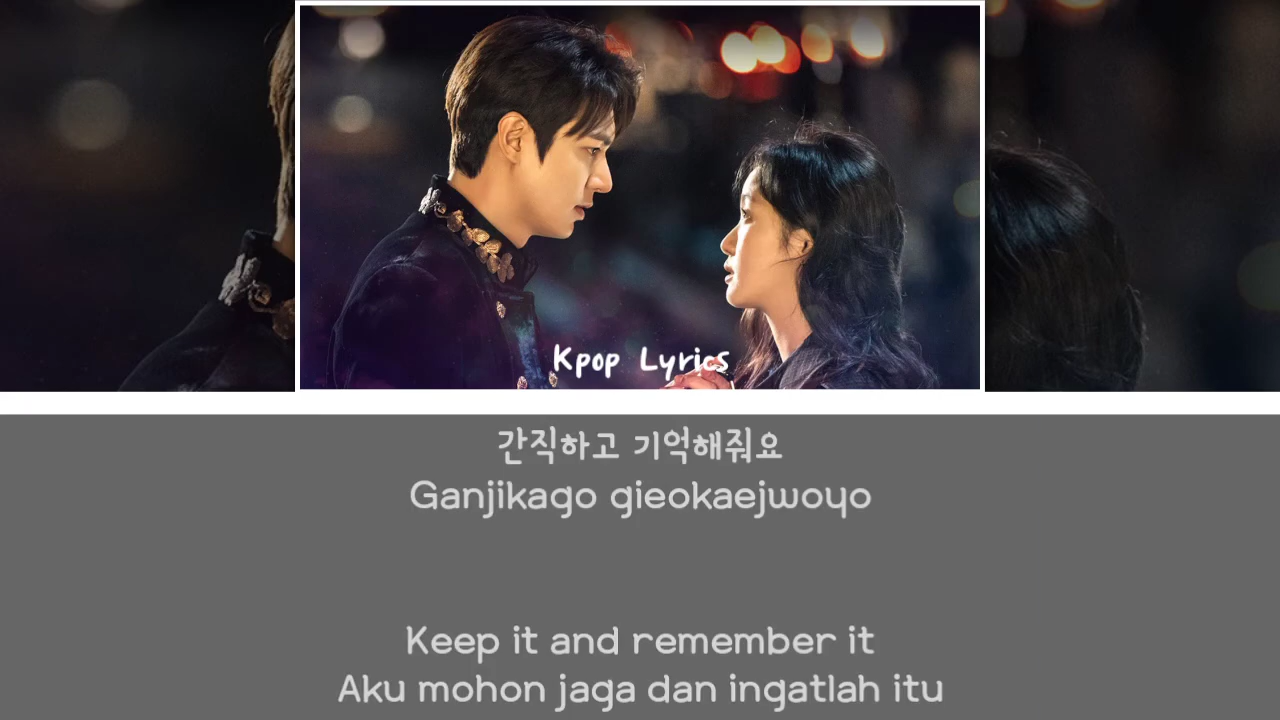 Kpop Lyrics
간직하고 기억해줘요
Ganjikago gieokaejwoyo
Keep it and remember it
Aku mohon jaga dan ingatlah itu